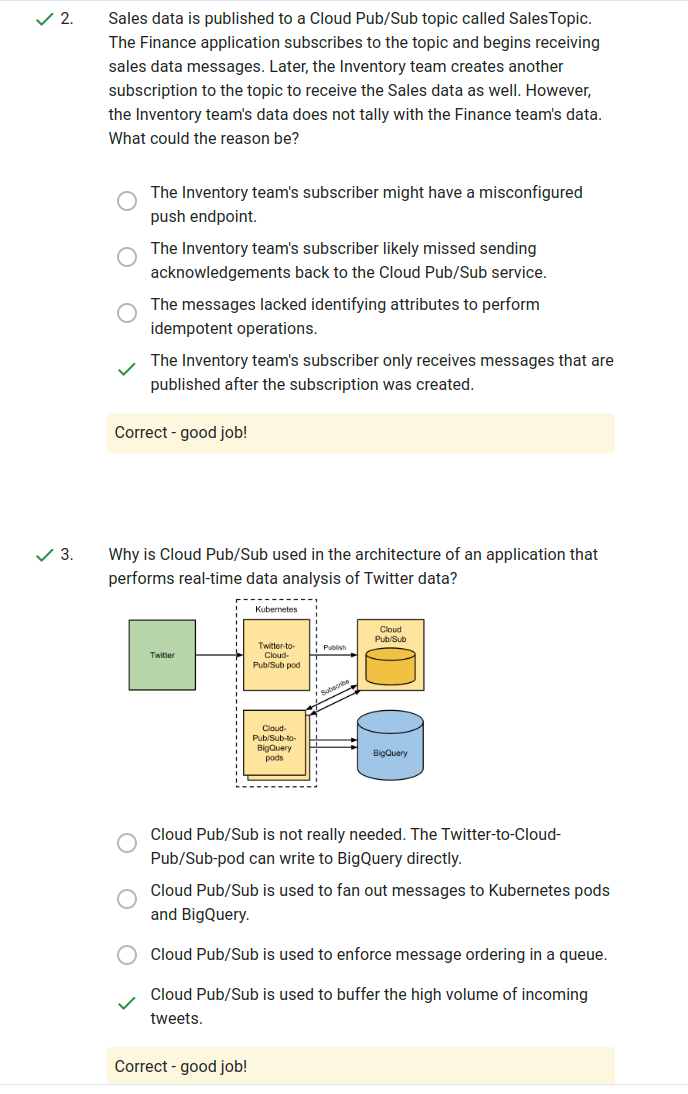 2. Sales data is published to a Cloud Pub/Sub topic called SalesTopic.
The Finance application subscribes to the topic and begins receiving
sales data messages. Later, the Inventory team creates another
subscription to the topic to receive the Sales data as well. However,
the Inventory team's data does not tally with the Finance team's data.
What could the reason be?
The Inventory team's subscriber might have a misconfigured
push endpoint.
The Inventory team's subscriber likely missed sending
acknowledgements back to the Cloud Pub/Sub service.
The messages lacked identifying attributes to perform
idempotent operations.
The Inventory team's subscriber only receives messages that are
published after the subscription was created.
Correct - good job!
3. Why is Cloud Pub/Sub used in the architecture of an application that
performs real-time data analysis of Twitter data?
Kubernetes
Twitter
Twitter-to-
Cloud-
Pub/Sub pod
Publish
Cloud
Pub/Sub
Subscribe
Cloud-
Pub/Sub-to-
BigQuery
pods
BigQuery
Cloud Pub/Sub is not really needed. The Twitter-to-Cloud-
Pub/Sub-pod can write to BigQuery directly.
Cloud Pub/Sub is used to fan out messages to Kubernetes pods
and BigQuery.
Cloud Pub/Sub is used to enforce message ordering in a queue.
Cloud Pub/Sub is used to buffer the high volume of incoming
tweets.
Correct - good job!